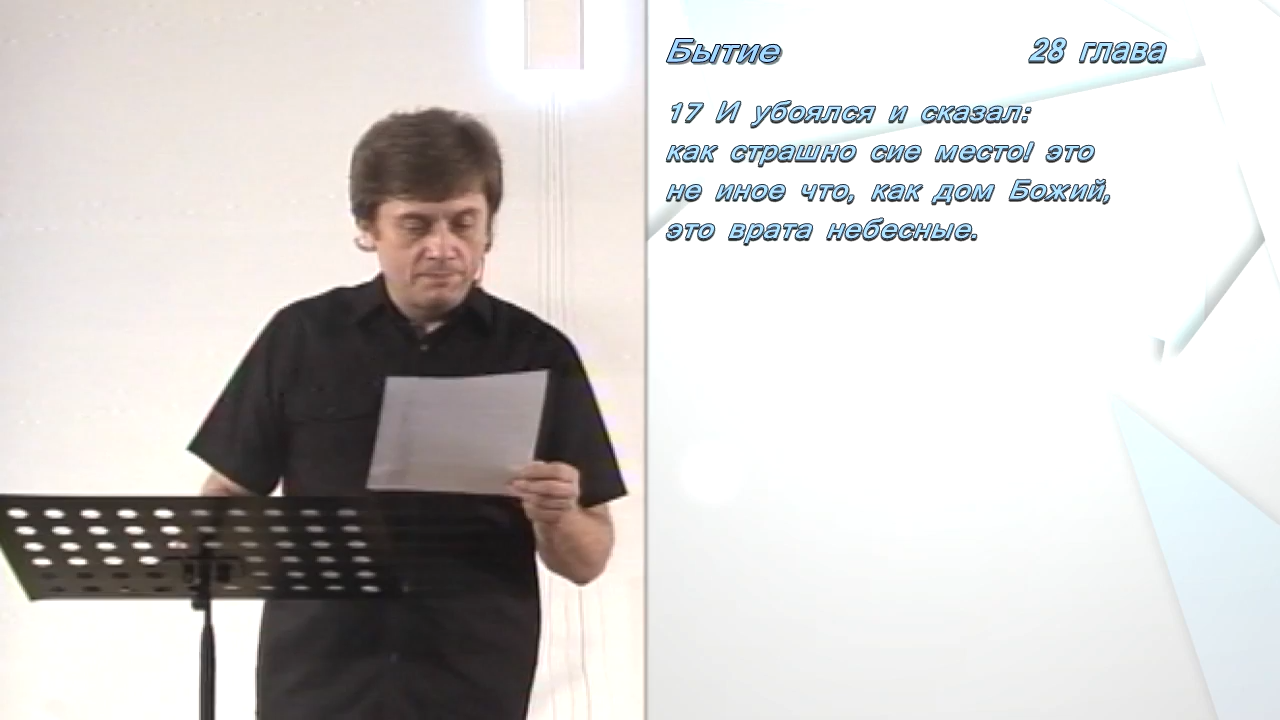 Бытие 28 глава
17 И убоялся и сказал:
как страшно сие место! это
не иное что, как дом Божий,
это врата небесные.